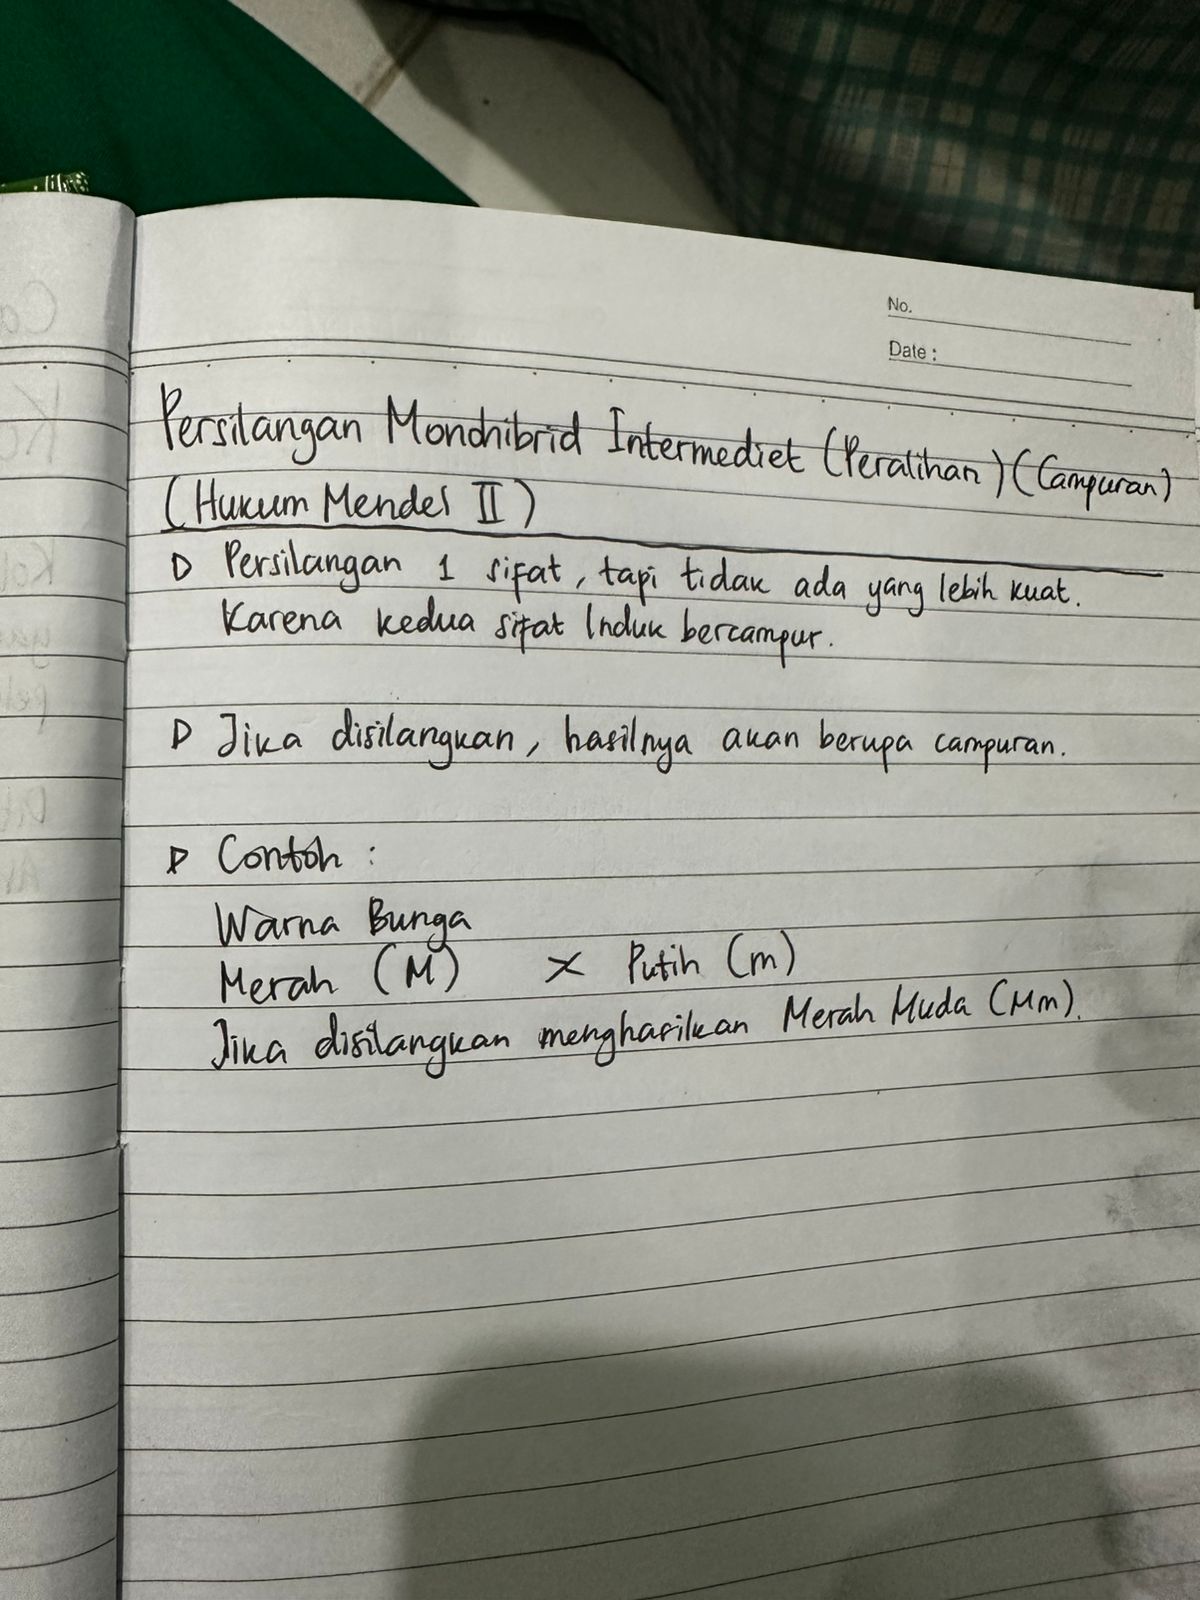 No.
Date :
Persilangan Monohibrid Intermediet (Peralihan) (Campuran)
(Hukum Mendel II)
Persilangan 1 sifat, tapi tidak ada yang lebih kuat.
Karena kedua sifat Induk bercampur.
Jika disilangkan, hasilnya akan berupa campuran.
Contoh :
Warna Bunga
Merah (M) X Putih (m)
Jika disilangkan menghasilkan Merah Muda (Mm).